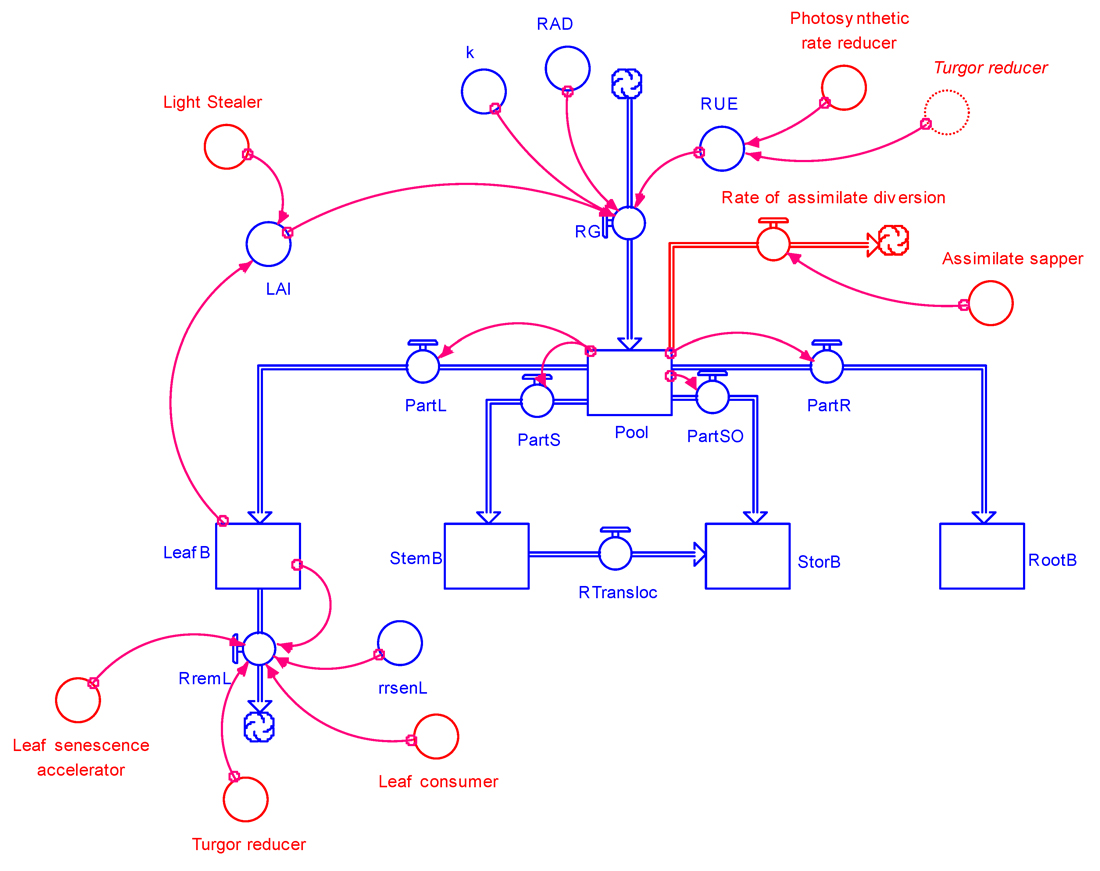 Photosynthetic
rate reducer
RAD
k
Turgor reducer
Light Stealer
RUE
Rate of assimilate diversion
RG
Assimilate sapper
LAI
PartL
PartS
Pool
PartSO
PartR
LeafB
StemB
RTransloc
StorB
RootB
RremL
rrsenL
Leaf senescence
accelerator
Leaf consumer
Turgor reducer